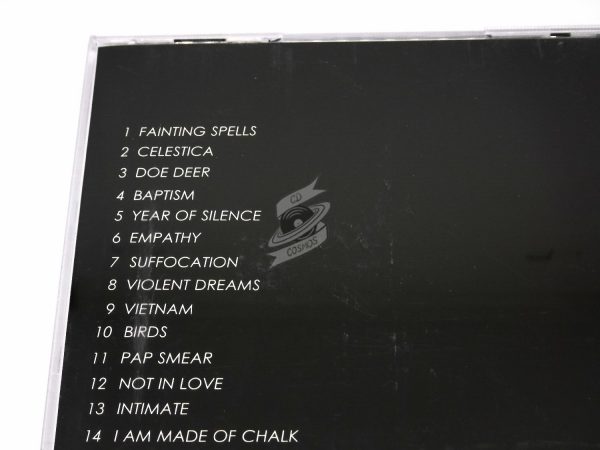 1 FAINTING SPELLS
2 CELESTICA
3 DOE DEER
4 BAPTISM
5 YEAR OF SILENCE
6 EMPATHY
7 SUFFOCATION
8 VIOLENT DREAMS
9 VIETNAM
10 BIRDS
11 PAP SMEAR
12 NOT IN LOVE
13 INTIMATE
14 I AM MADE OF CHALK
CD
COSMOS